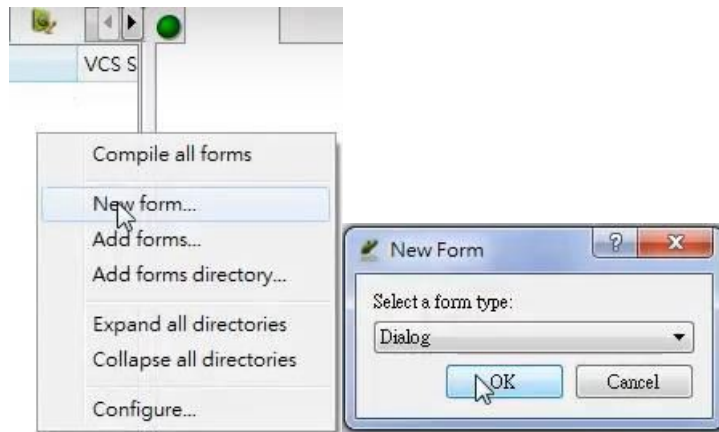 VCS S
Compile all forms
New form...
Add forms...
Add forms directory...
Expand all directories
Collapse all directories
Configure...
New Form
Select a form type:
Dialog
OK
Cancel